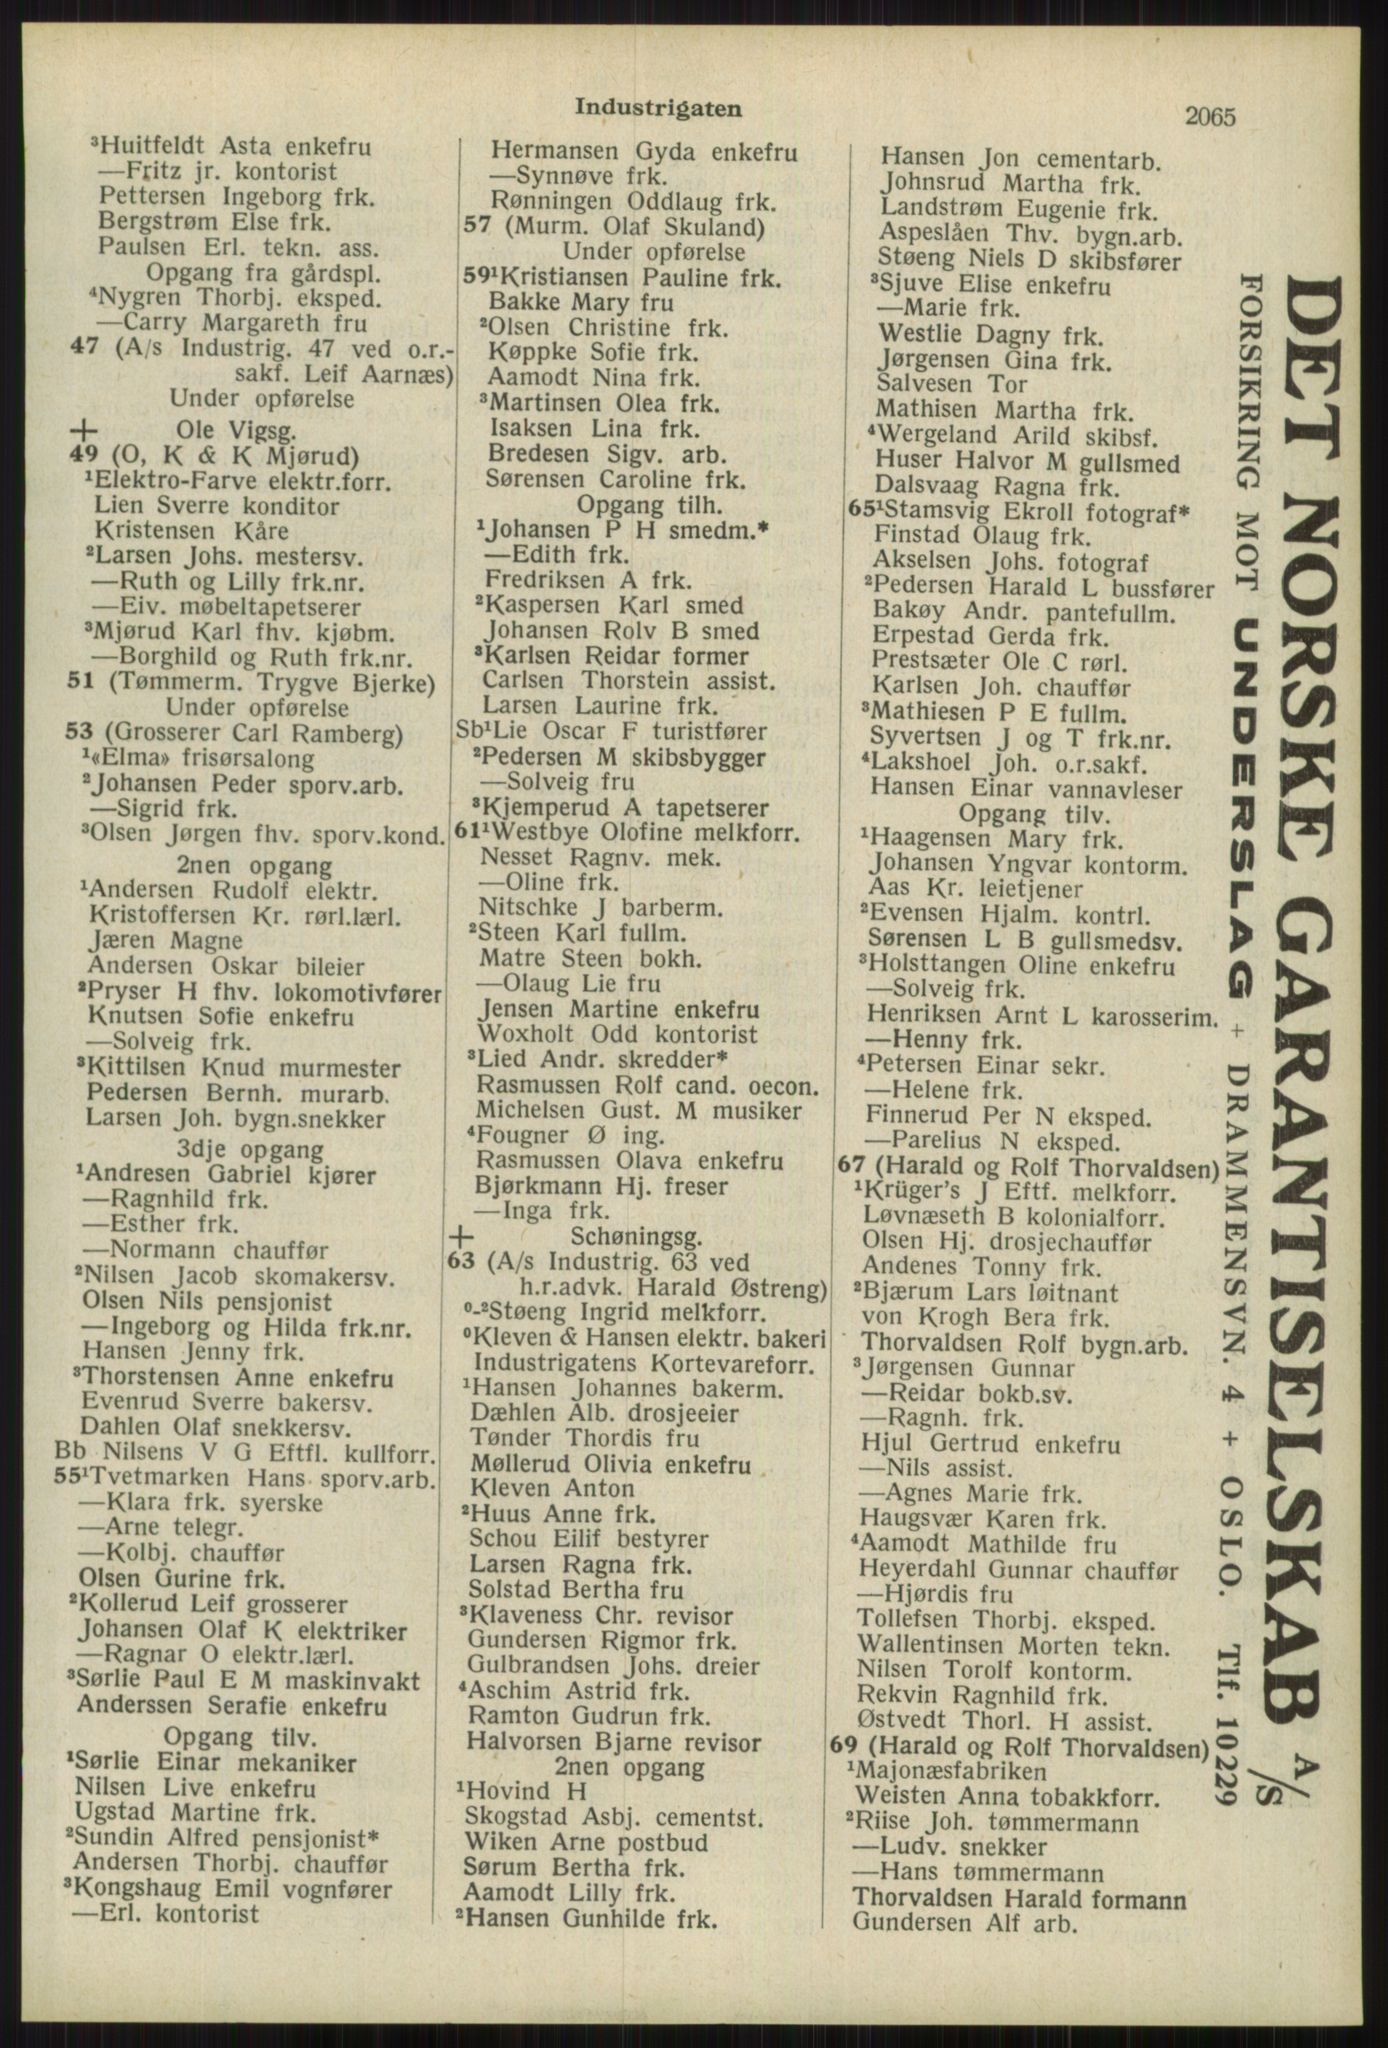 Industrigaten
2065
³Huitfeldt Asta enkefru
—Fritz jr. kontorist
Pettersen Ingeborg frk.
Bergstrøm Else frk.
Paulsen Erl. tekn. ass.
Opgang fra gårdspl.
⁴Nygren Thorbj. eksped.
—Carry Margareth fru
47 (A/s Industrig. 47 ved o.r.-
sakf. Leif Aarnæs)
Under opførelse
+ Ole Vigsg.
49 (O, K & K Mjørud)
¹Elektro-Farve elektr.forr.
Lien Sverre konditor
Kristensen Kåre
²Larsen Johs. mestersv.
—Ruth og Lilly frk.nr.
—Eiv. møbeltapetserer
³Mjørud Karl fhv. kjøbm.
—Borghild og Ruth frk.nr.
51 (Tømmerm. Trygve Bjerke)
Under opførelse
53 (Grosserer Carl Ramberg)
¹«Elma» frisørsalong
²Johansen Peder sporv.arb.
—Sigrid frk.
³Olsen Jørgen fhv. sporv.kond.
2nen opgang
¹Andersen Rudolf elektr.
Kristoffersen Kr. rørl.lærl.
Jæren Magne
Andersen Oskar bileier
²Pryser H fhv. lokomotivfører
Knutsen Sofie enkefru
—Solveig frk.
³Kittilsen Knud murmester
Pedersen Bernh. murarb.
Larsen Joh. bygn.snekker
3dje opgang
¹Andresen Gabriel kjører
—Ragnhild frk.
—Esther frk.
—Normann chauffør
²Nilsen Jacob skomakersv.
Olsen Nils pensjonist
—Ingeborg og Hilda frk.nr.
Hansen Jenny frk.
³Thorstensen Anne enkefru
Evenrud Sverre bakersv.
Dahlen Olaf snekkersv.
Bb Nilsens V G Eftfl. kullforr.
55¹Tvetmarken Hans sporv.arb.
—Klara frk. syerske
—Arne telegr.
—Kolbj. chauffør
Olsen Gurine frk.
²Kollerud Leif grosserer
Johansen Olaf K elektriker
—Ragnar O elektr.lærl.
³Sørlie Paul E M maskinvakt
Anderssen Serafie enkefru
Opgang tilv.
¹Sørlie Einar mekaniker
Nilsen Live enkefru
Ugstad Martine frk.
²Sundin Alfred pensjonist*
Andersen Thorbj. chauffør
³Kongshaug Emil vognfører
—Erl. kontorist
Hermansen Gyda enkefru
—Synnøve frk.
Rønningen Oddlaug frk.
57 (Murm. Olaf Skuland)
Under opførelse
59¹Kristiansen Pauline frk.
Bakke Mary fru
²Olsen Christine frk.
Køppke Sofie frk.
Aamodt Nina frk.
³Martinsen Olea frk.
Isaksen Lina frk.
Bredesen Sigv. arb.
Sørensen Caroline frk.
Opgang tilh.
¹Johansen P H smedm.*
—Edith frk.
Fredriksen A frk.
²Kaspersen Karl smed
Johansen Rolv B smed
³Karlsen Reidar former
Carlsen Thorstein assist.
Larsen Laurine frk.
Sb¹Lie Oscar F turistfører
²Pedersen M skibsbygger
—Solveig fru
³Kjemperud A tapetserer
61¹Westbye Olofine melkforr.
Nesset Ragnv. mek.
—Oline frk.
Nitschke J barberm.
²Steen Karl fullm.
Matre Steen bokh.
—Olaug Lie fru
Jensen Martine enkefru
Woxholt Odd kontorist
³Lied Andr. skredder*
Rasmussen Rolf cand. oecon.
Michelsen Gust. M musiker
⁴Fougner Ø ing.
Rasmussen Olava enkefru
Bjørkmann Hj. freser
—Inga frk.
+ Schøningsg.
63 (A/s Industrig. 63 ved
h.r.advk. Harald Østreng)
⁰-²Støeng Ingrid melkforr.
⁰Kleven & Hansen elektr. bakeri
Industrigatens Kortevareforr.
¹Hansen Johannes bakerm.
Dæhlen Alb. drosjeeier
Tønder Thordis fru
Møllerud Olivia enkefru
Kleven Anton
²Huus Anne frk.
Schou Eilif bestyrer
Larsen Ragna frk.
Solstad Bertha fru
³Klaveness Chr. revisor
Gundersen Rigmor frk.
Gulbrandsen Johs. dreier
⁴Aschim Astrid frk.
Ramton Gudrun frk.
Halvorsen Bjarne revisor
2nen opgang
¹Hovind H
Skogstad Asbj. cementst.
Wiken Arne postbud
Sørum Bertha frk.
Aamodt Lilly frk.
²Hansen Gunhilde frk.
Hansen Jon cementarb.
Johnsrud Martha frk.
Landstrøm Eugenie frk.
Aspeslåen Thv. bygn.arb.
Støeng Niels D skibsfører
³Sjuve Elise enkefru
—Marie frk.
Westlie Dagny frk.
Jørgensen Gina frk.
Salvesen Tor
Mathisen Martha frk.
⁴Wergeland Arild skibsf.
Huser Halvor M gullsmed
Dalsvaag Ragna frk.
65¹Stamsvig Ekroll fotograf*
Finstad Olaug frk.
Akselsen Johs. fotograf
²Pedersen Harald L bussfører
Bakøy Andr. pantefullm.
Erpestad Gerda frk.
Prestsæter Ole C rørl.
Karlsen Joh. chauffør
³Mathiesen P E fullm.
Syvertsen J og T frk.nr.
⁴Lakshoel Joh. o.r.sakf.
Hansen Einar vannavleser
Opgang tilv.
¹Haagensen Mary frk.
Johansen Yngvar kontorm.
Aas Kr. leietjener
²Evensen Hjalm. kontrl.
Sørensen L B gullsmedsv.
³Holsttangen Oline enkefru
—Solveig frk.
Henriksen Arnt L karosserim.
—Henny frk.
⁴Petersen Einar sekr.
—Helene frk.
Finnerud Per N eksped.
—Parelius N eksped.
67 (Harald og Rolf Thorvaldsen)
¹Krüger's J Eftf. melkforr.
Løvnæseth B kolonialforr.
Olsen Hj. drosjechauffør
Andenes Tonny frk.
²Bjærum Lars løitnant
von Krogh Bera frk.
Thorvaldsen Rolf bygn.arb.
³Jørgensen Gunnar
—Reidar bokb.sv.
—Ragnh. frk.
Hjul Gertrud enkefru
—Nils assist.
—Agnes Marie frk.
Haugsvær Karen frk.
⁴Aamodt Mathilde fru
Heyerdahl Gunnar chauffør
—Hjørdis fru
Tollefsen Thorbj. eksped.
Wallentinsen Morten tekn.
Nilsen Torolf kontorm.
Rekvin Ragnhild frk.
Østvedt Thorl. H assist.
69 (Harald og Rolf Thorvaldsen)
¹Majonæsfabriken
Weisten Anna tobakkforr.
²Riise Joh. tømmermann
—Ludv. snekker
—Hans tømmermann
Thorvaldsen Harald formann
Gundersen Alf arb.
DET NORSKE GARANTISELSKAB A/S
FORSIKRING MOT UNDERSLAG + DRAMMENSVN. 4 + OSLO. Tlf. 10229